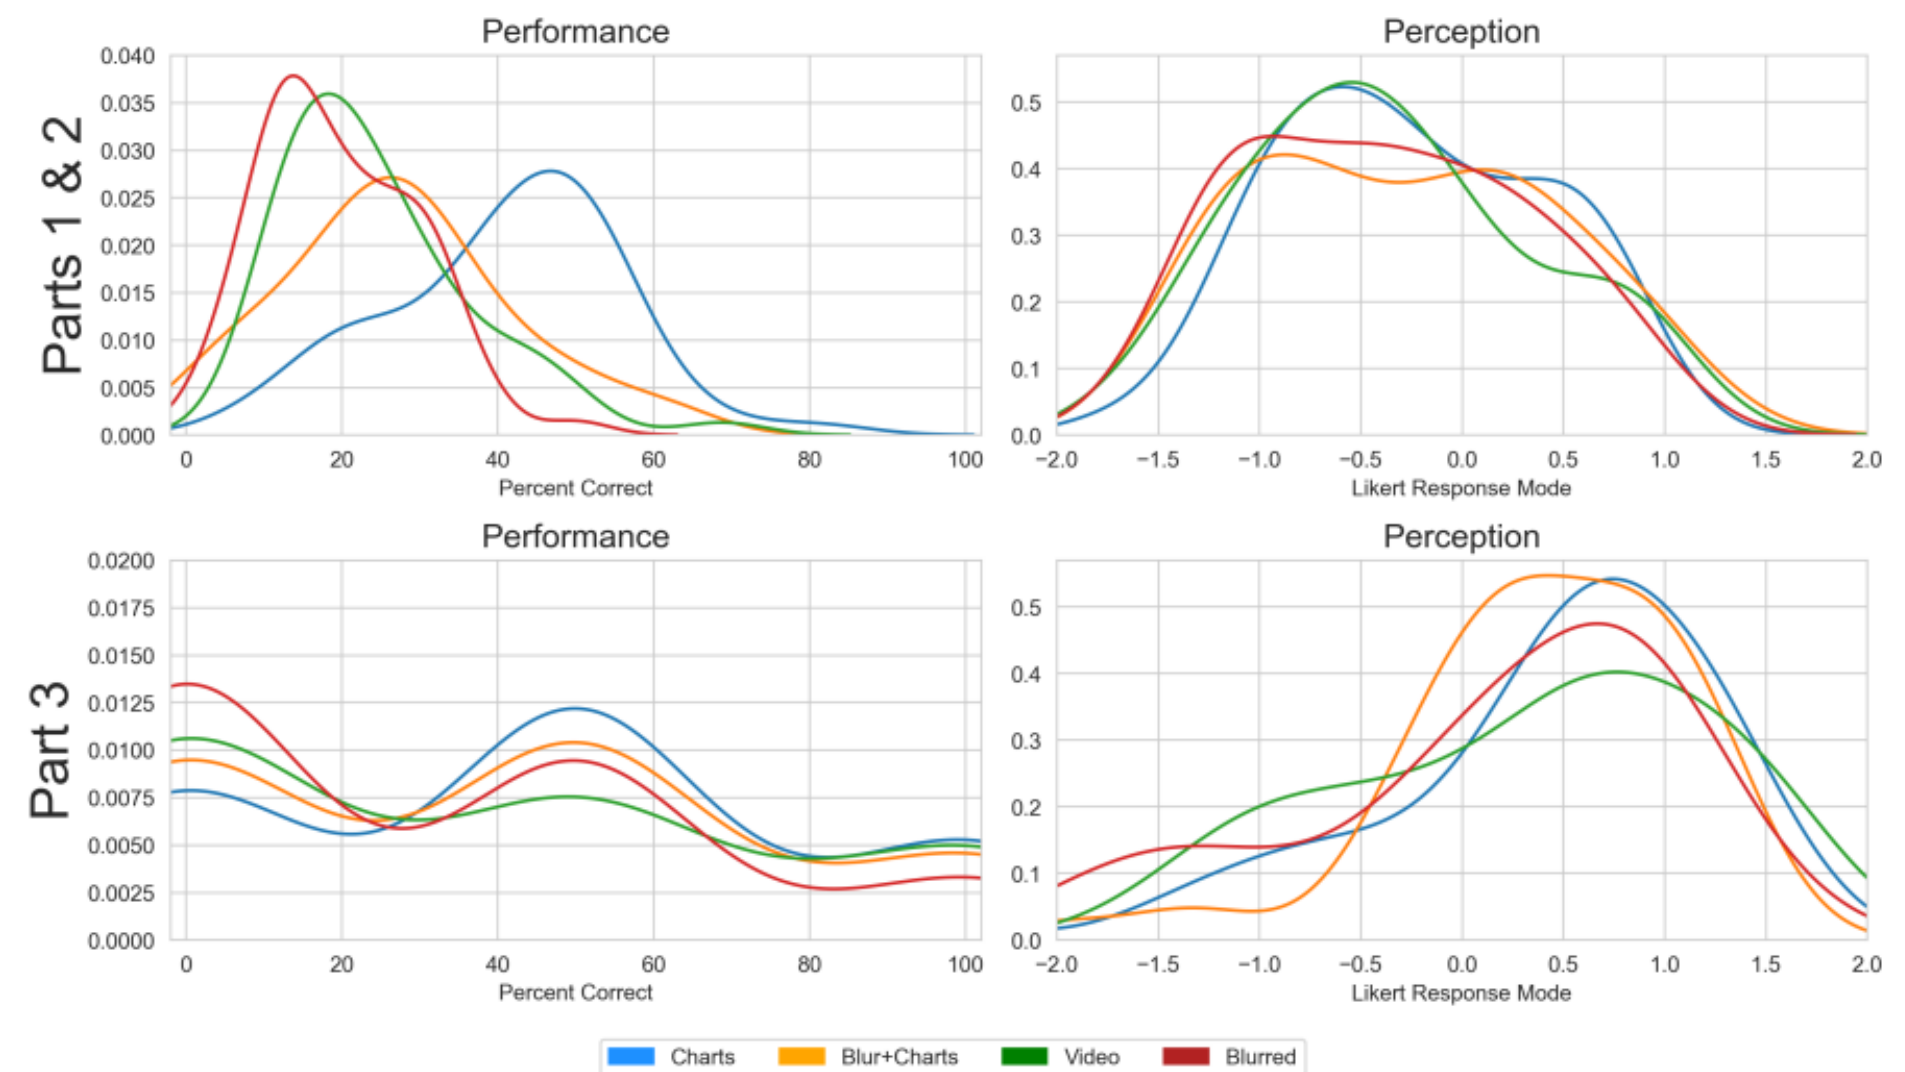 Performance
Perception
Parts 1 & 2
0.040
0.035
0.030
0.025
0.020
0.015
0.010
0.005
0.000
0 20 40 60 80 100
Percent Correct
0.5
0.4
0.3
0.2
0.1
0.0
−2.0 −1.5 −1.0 −0.5 0.0 0.5 1.0 1.5 2.0
Likert Response Mode
Performance
Perception
Part 3
0.0200
0.0175
0.0150
0.0125
0.0100
0.0075
0.0050
0.0025
0.0000
0 20 40 60 80 100
Percent Correct
0.5
0.4
0.3
0.2
0.1
0.0
−2.0 −1.5 −1.0 −0.5 0.0 0.5 1.0 1.5 2.0
Likert Response Mode
Charts Blur+Charts Video Blurred